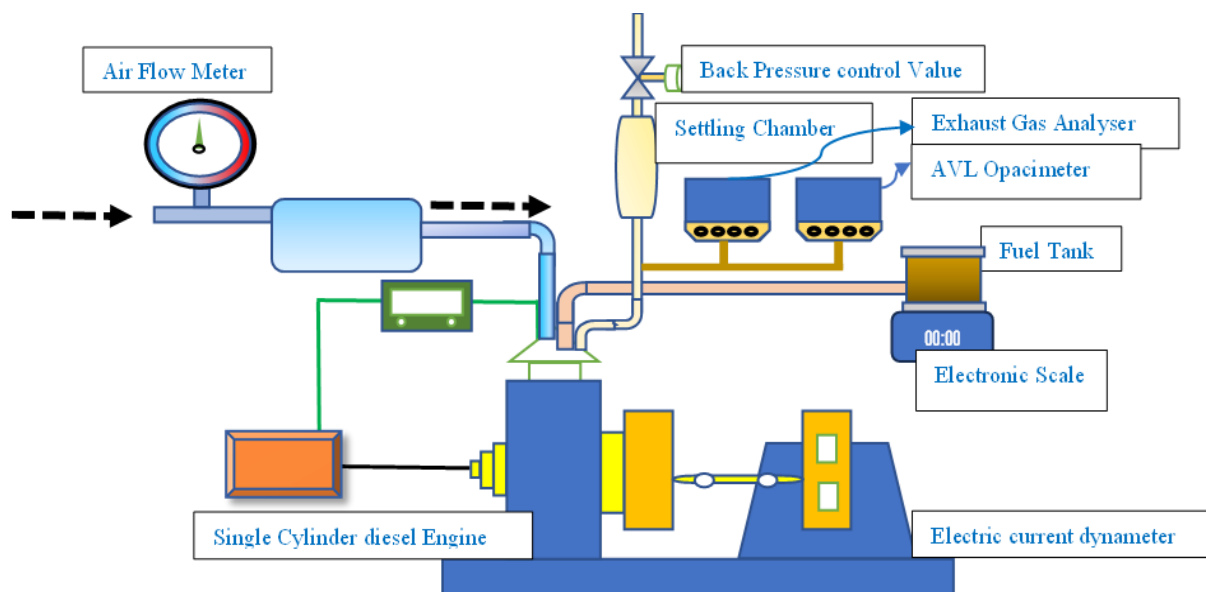 Air Flow Meter
Back Pressure control Value
Settling Chamber
Exhaust Gas Analyser
AVL Opacimeter
Fuel Tank
00:00
Electronic Scale
Single Cylinder diesel Engine
Electric current dynameter